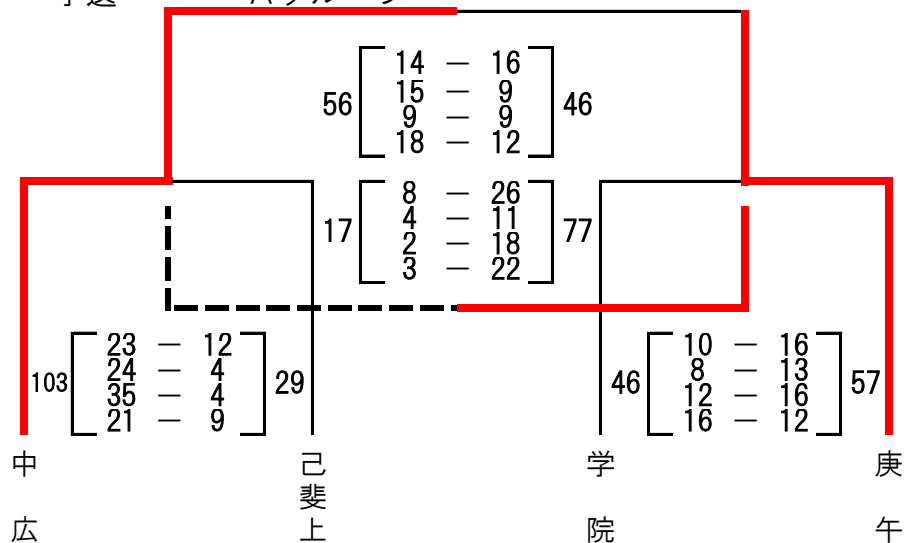 14 ― 16
56 15 ― 9 46
9 ― 9
18 ― 12
8 ― 26
17 4 ― 11 77
2 ― 18
3 ― 22
23 ― 12
103 24 ― 4 29
35 ― 4
21 ― 9
10 ― 16
46 8 ― 13 57
12 ― 16
16 ― 12
中広
己斐上
学院
庚午